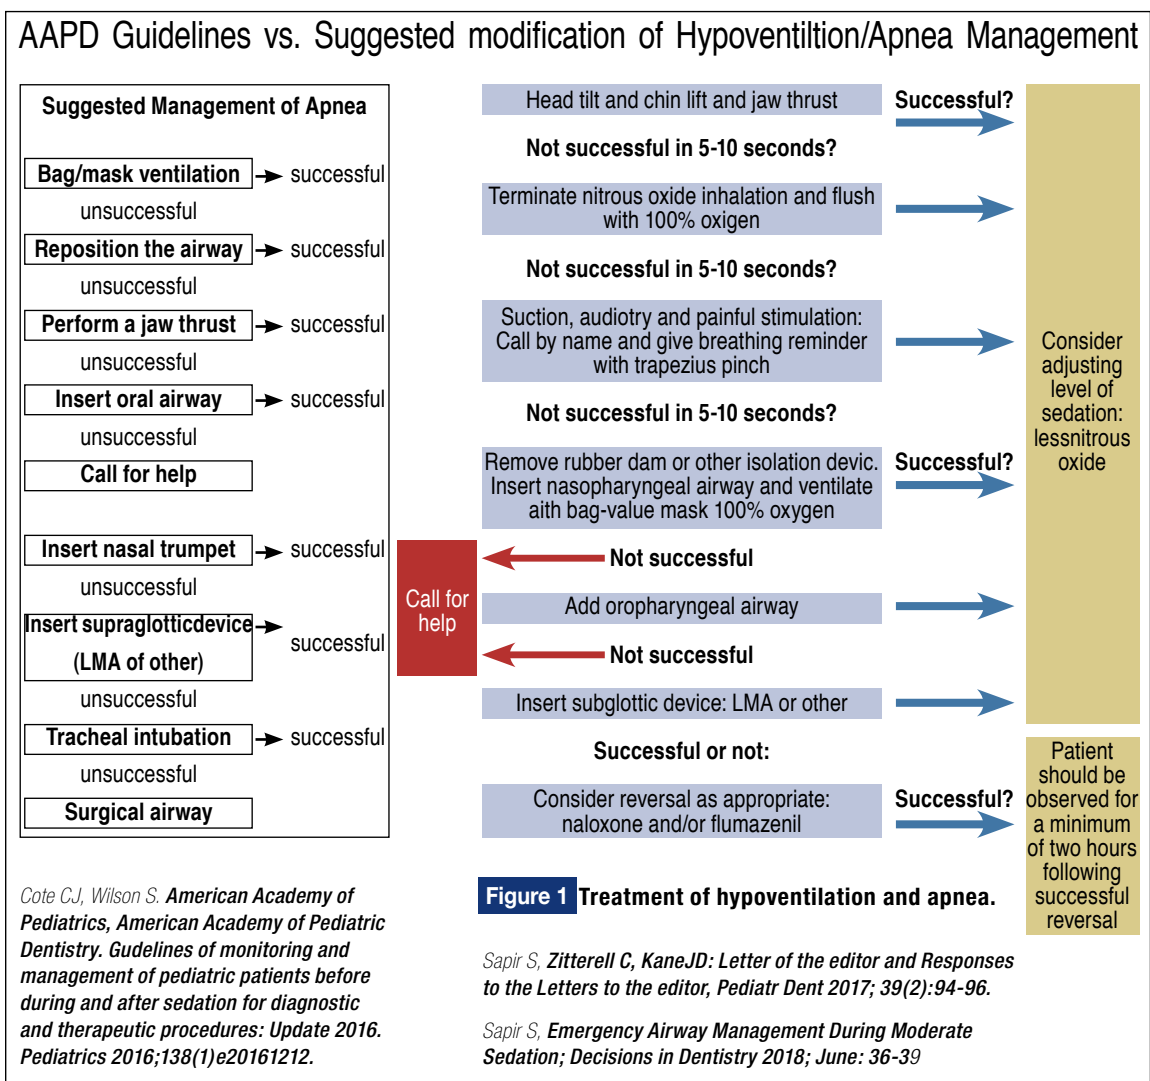 AAPD Guidelines vs. Suggested modification of Hypoventiltion/Apnea Management
Suggested Management of Apnea
Bag/mask ventilation
successful
unsuccessful
Reposition the airway
successful
unsuccessful
Perform a jaw thrust
successful
unsuccessful
Insert oral airway
successful
unsuccessful
Call for help
Insert nasal trumpet
successful
unsuccessful
Insert supraglotticdevice
(LMA of other)
successful
unsuccessful
Tracheal intubation
successful
unsuccessful
Surgical airway
Cote CJ, Wilson S. American Academy of
Pediatrics, American Academy of Pediatric
Dentistry. Gudelines of monitoring and
management of pediatric patients before
during and after sedation for diagnostic
and therapeutic procedures: Update 2016.
Pediatrics 2016;138(1)e20161212.
Head tilt and chin lift and jaw thrust
Successful?
Not successful in 5-10 seconds?
Terminate nitrous oxide inhalation and flush
with 100% oxigen
Not successful in 5-10 seconds?
Suction, audiotry and painful stimulation:
Call by name and give breathing reminder
with trapezius pinch
Not successful in 5-10 seconds?
Remove rubber dam or other isolation devic.
Insert nasopharyngeal airway and ventilate
aith bag-value mask 100% oxygen
Successful?
Not successful
Call for
help
Add oropharyngeal airway
Not successful
Insert subglottic device: LMA or other
Successful or not:
Consider reversal as appropriate:
naloxone and/or flumazenil
Successful?
Consider
adjusting
level of
sedation:
lessnitrous
oxide
Patient
should be
observed for
a minimum
of two hours
following
successful
reversal
Figure 1 Treatment of hypoventilation and apnea.
Sapir S, Zitterell C, KaneJD: Letter of the editor and Responses
to the Letters to the editor, Pediatr Dent 2017; 39(2):94-96.
Sapir S, Emergency Airway Management During Moderate
Sedation; Decisions in Dentistry 2018; June: 36-39